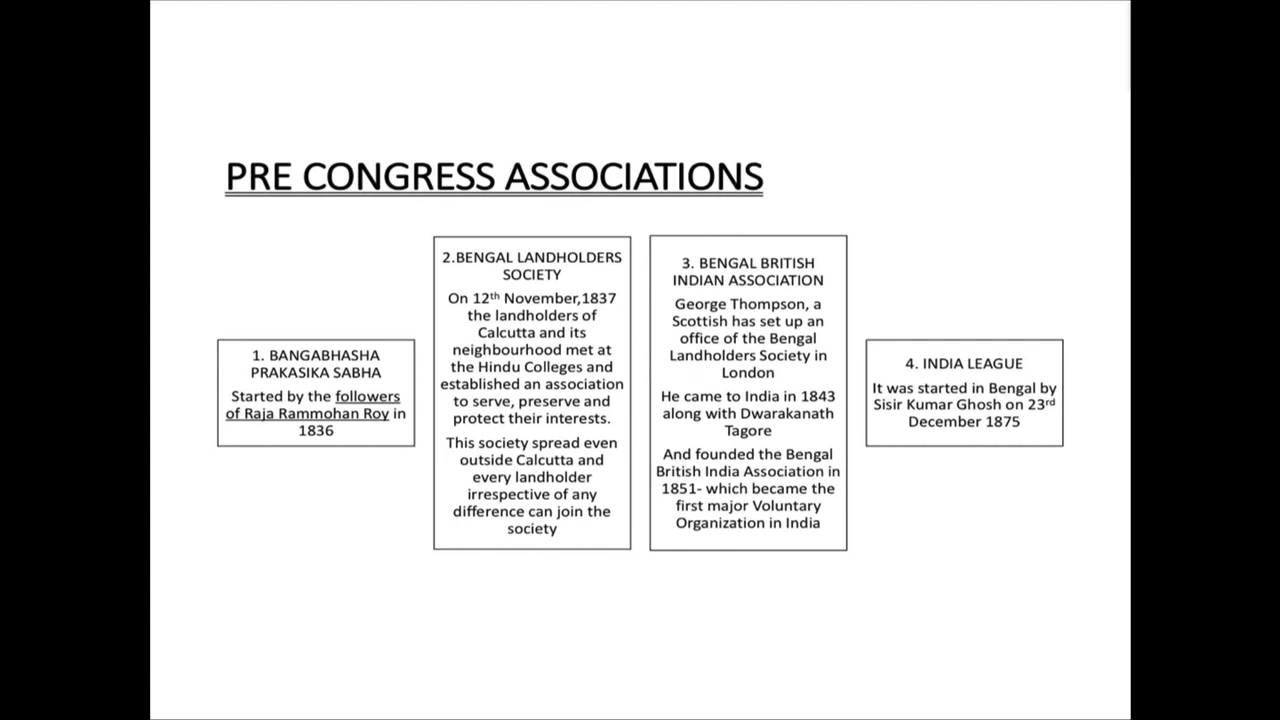 PRE CONGRESS ASSOCIATIONS
1. BANGABHASHA
PRAKASIKA SABHA
Started by the followers
of Raja Rammohan Roy in
1836
2.BENGAL LANDHOLDERS
SOCIETY
On 12th November,1837
the landholders of
Calcutta and its
neighbourhood met at
the Hindu Colleges and
established an association
to serve, preserve and
protect their interests.
This society spread even
outside Calcutta and
every landholder
irrespective of any
difference can join the
society
3. BENGAL BRITISH
INDIAN ASSOCIATION
George Thompson, a
Scottish has set up an
office of the Bengal
Landholders Society in
London
He came to India in 1843
along with Dwarakanath
Tagore
And founded the Bengal
British India Association in
1851- which became the
first major Voluntary
Organization in India
4. INDIA LEAGUE
It was started in Bengal by
Sisir Kumar Ghosh on 23rd
December 1875